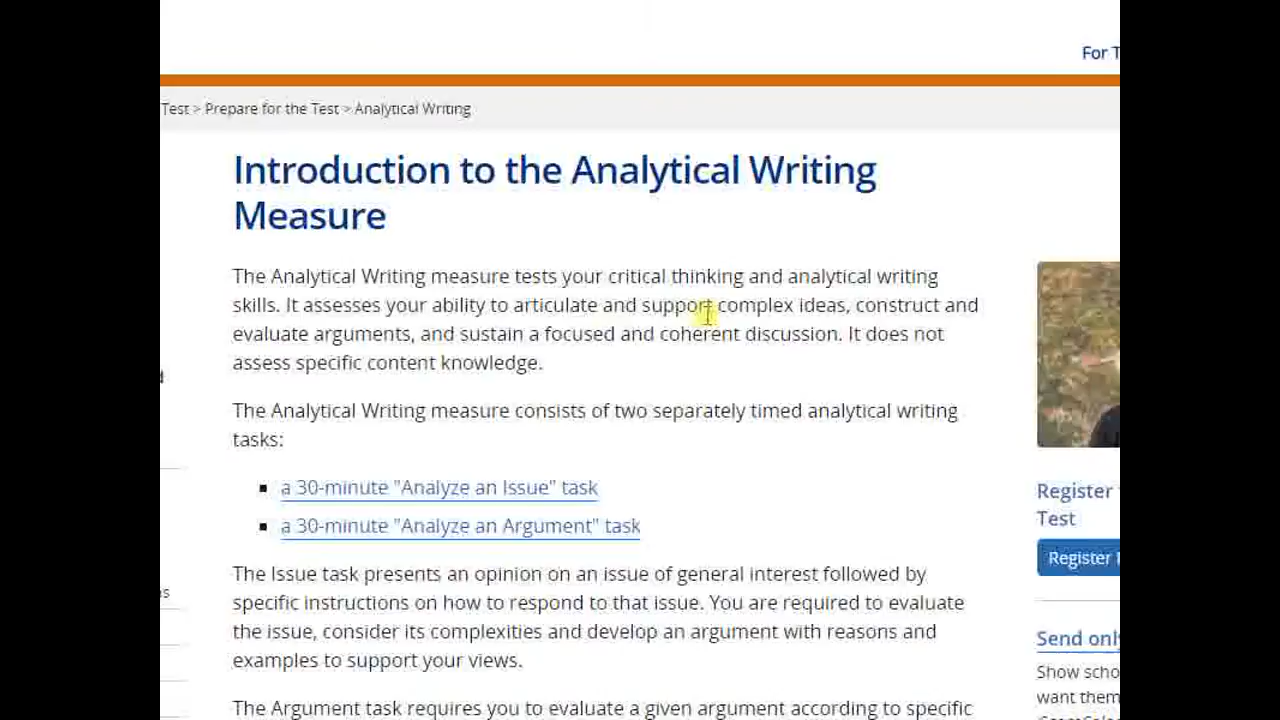 For
Test > Prepare for the Test > Analytical Writing
Introduction to the Analytical Writing
Measure
The Analytical Writing measure tests your critical thinking and analytical writing
skills. It assesses your ability to articulate and support complex ideas, construct and
evaluate arguments, and sustain a focused and coherent discussion. It does not
assess specific content knowledge.
The Analytical Writing measure consists of two separately timed analytical writing
tasks:
a 30-minute "Analyze an Issue" task
a 30-minute "Analyze an Argument" task
The Issue task presents an opinion on an issue of general interest followed by
specific instructions on how to respond to that issue. You are required to evaluate
the issue, consider its complexities and develop an argument with reasons and
examples to support your views.
The Argument task requires you to evaluate a given argument according to specific
Register
Test
Register
Send only
Show
want them